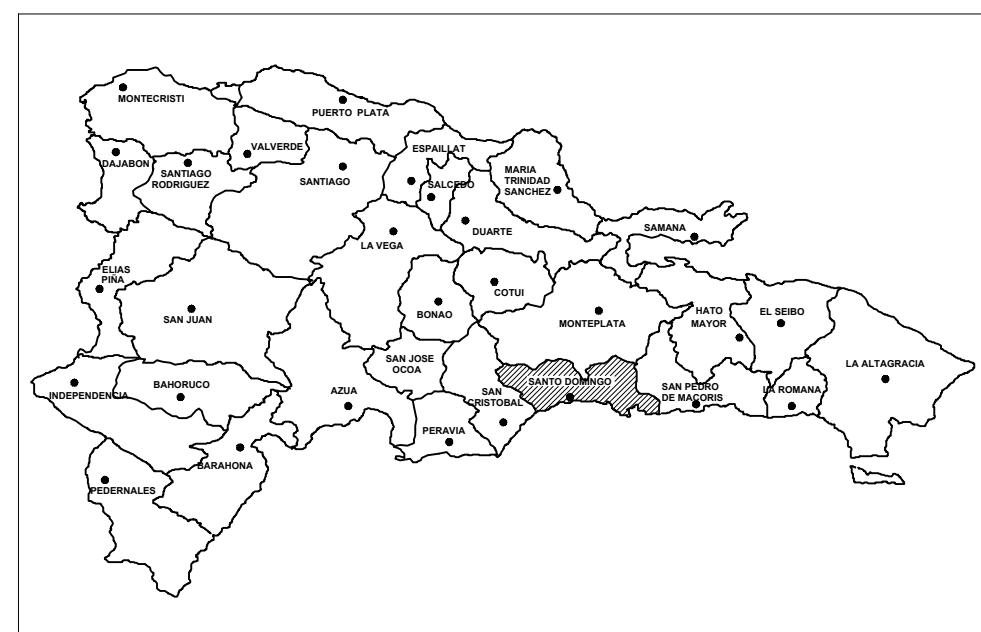 MONTECRISTI
PUERTO PLATA
VALVERDE
ESPAILLAT
DAJABON
SANTIAGO
RODRIGUEZ
SANTIAGO
SALCEDO
MARIA
TRINIDAD
SANCHEZ
DUARTE
SAMANA
LA VEGA
ELIAS
PIÑA
COTUI
SAN JUAN
BONAO
MONTEPLATA
HATO
MAYOR
EL SEIBO
SAN JOSE
OCOA
LA ALTAGRACIA
INDEPENDENCIA
BAHORUCO
AZUA
SAN
CRISTOBAL
SANTO DOMINGO
SAN PEDRO
DE MACORIS
LA ROMANA
PERAVIA
BARAHONA
PEDERNALES